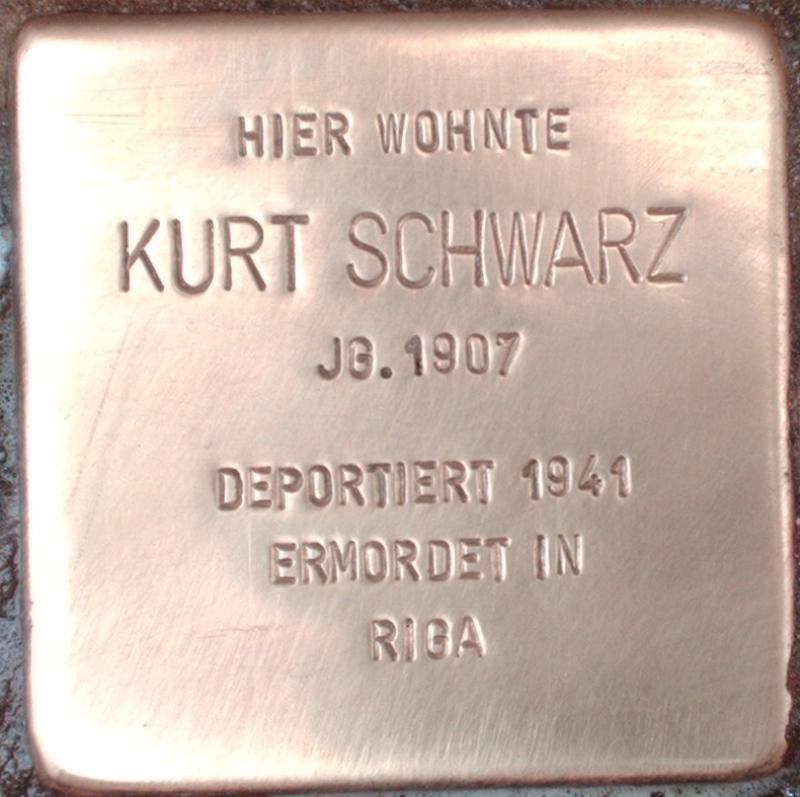 HIER WOHNTE
KURT SCHWARZ
JG. 1907
DEPORTIERT 1941
ERMORDET IN
RIGA